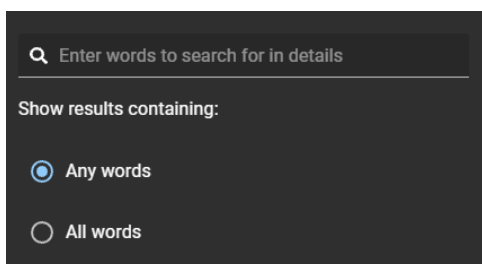 Enter words to search for in details
Show results containing:
Any words
All words